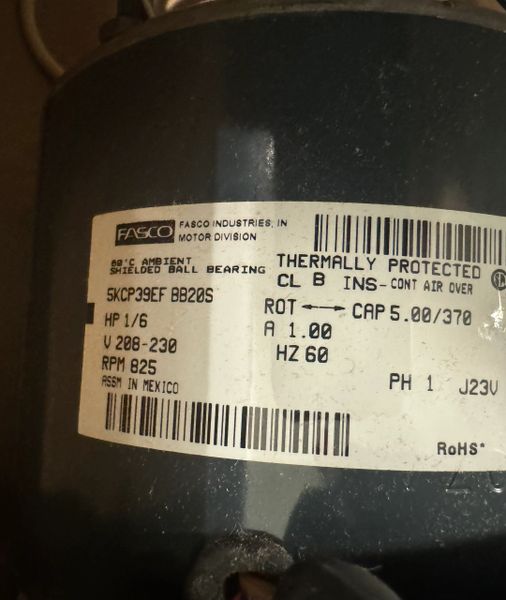 FASCO FASCO INDUSTRIES, IN
MOTOR DIVISION
60°C AMBIENT
SHIELDED BALL BEARING
THERMALLY PROTECTED
CL B INS-CONT AIR OVER
5KCP39EF BB20S
ROT ←→ CAP 5.00/370
HP 1/6
A 1.00
V 208-230
HZ 60
RPM 825
PH 1 J23V
ASSM IN MEXICO
RoHS*